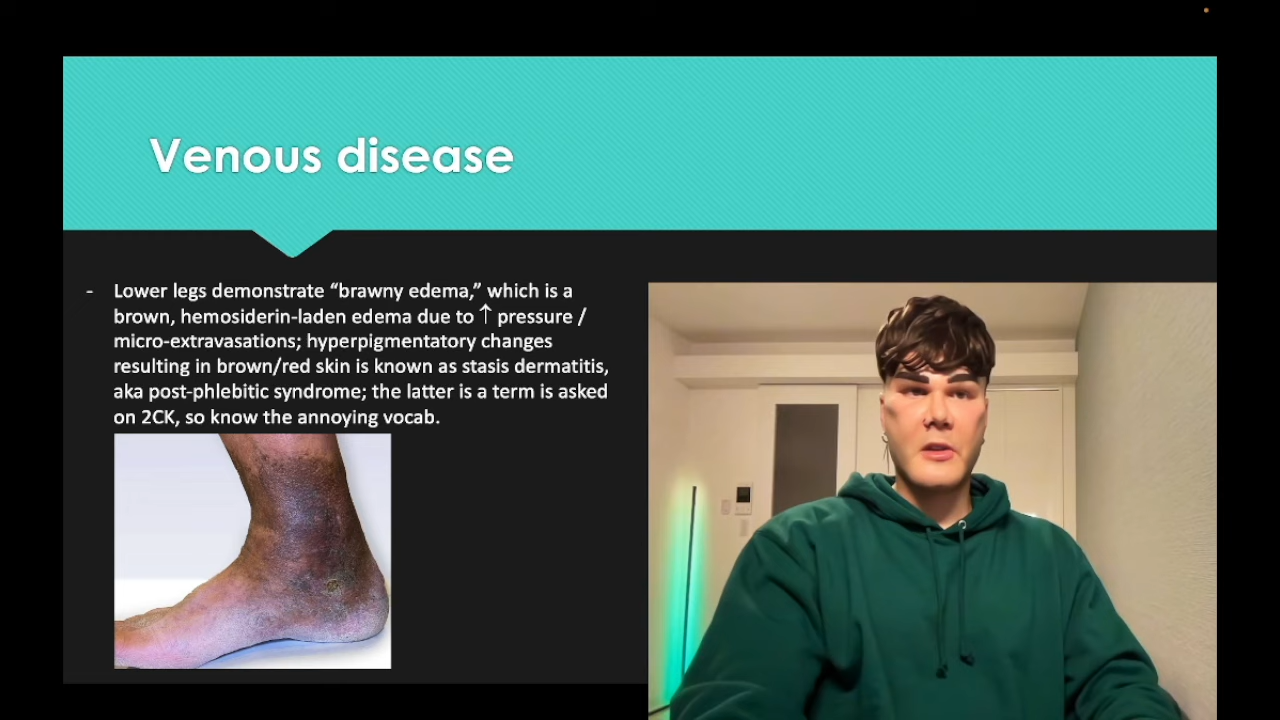 Venous disease
- Lower legs demonstrate “brawny edema,” which is a
brown, hemosiderin-laden edema due to ↑ pressure /
micro-extravasations; hyperpigmentatory changes
resulting in brown/red skin is known as stasis dermatitis,
aka post-phlebitic syndrome; the latter is a term is asked
on 2CK, so know the annoying vocab.